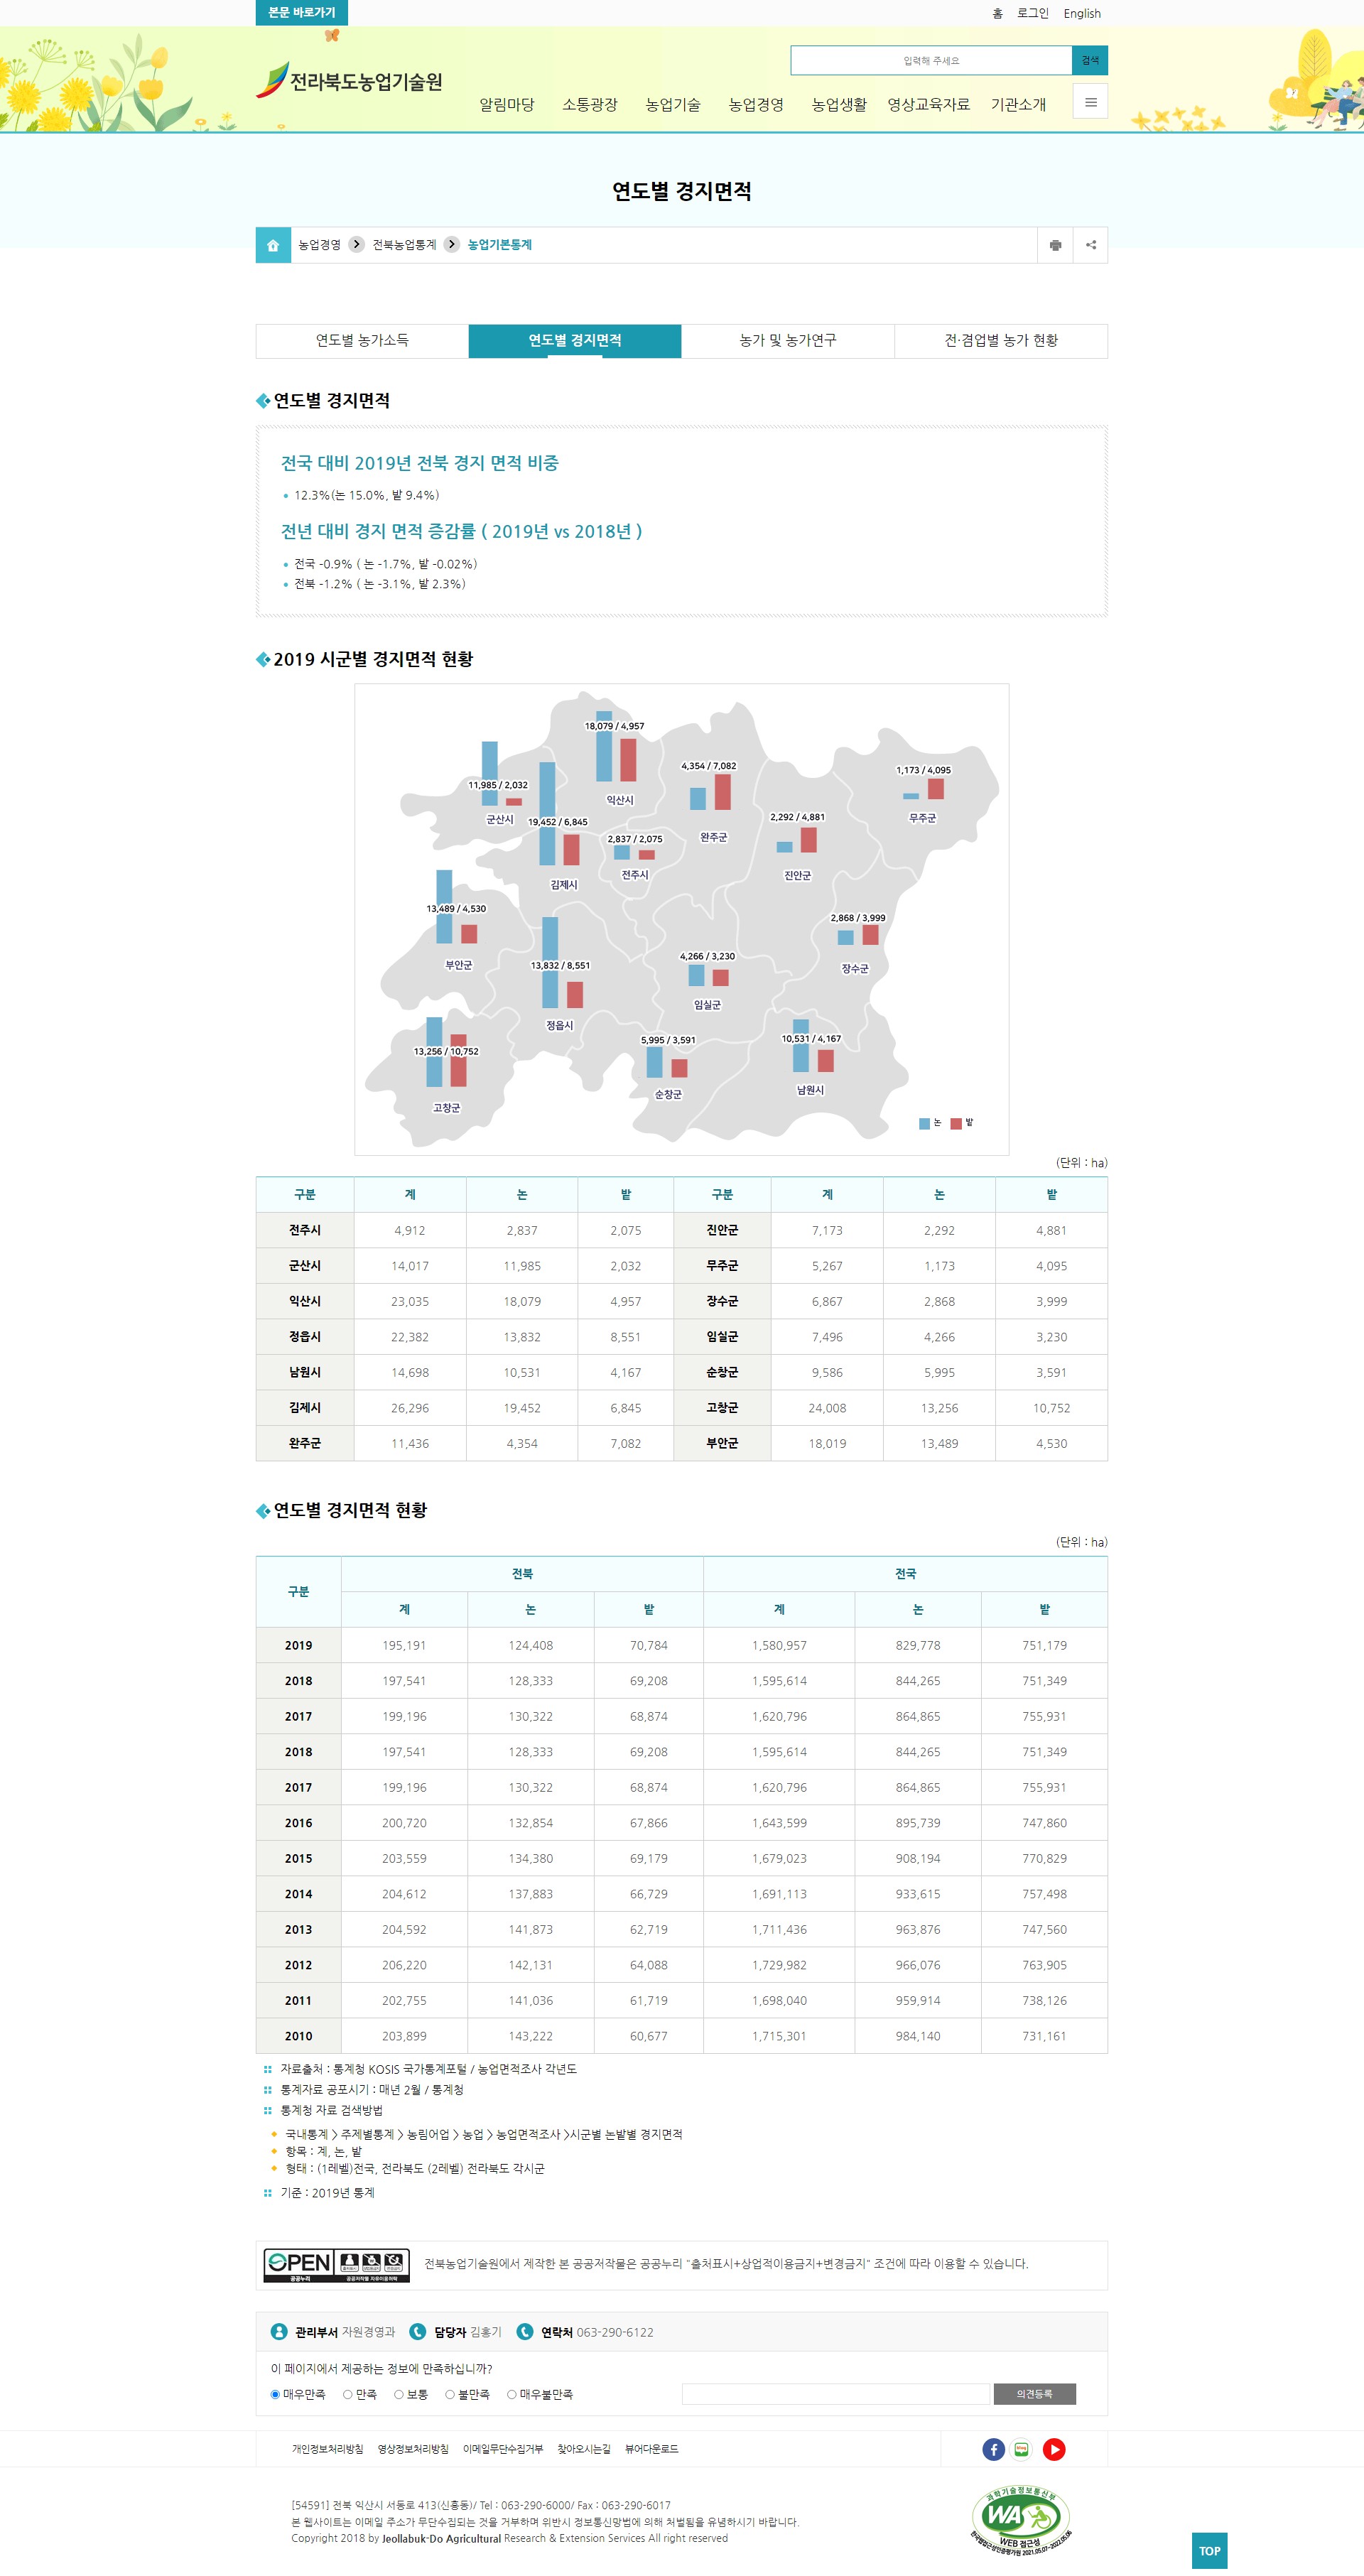 본문 바로가기
홈 로그인 English
전라북도농업기술원
입력해 주세요 검색
알림마당 소통광장 농업기술 농업경영 농업생활 영상교육자료 기관소개
연도별 경지면적
농업경영 전북농업통계 농업기본통계
연도별 농가소득 연도별 경지면적 농가 및 농가연구 전·겸업별 농가 현황
연도별 경지면적
전국 대비 2019년 전북 경지 면적 비중
12.3%(논 15.0%, 밭 9.4%)
전년 대비 경지 면적 증감률 ( 2019년 vs 2018년 )
전국 -0.9% ( 논 -1.7%, 밭 -0.02%)
전북 -1.2% ( 논 -3.1%, 밭 2.3%)
2019 시군별 경지면적 현황
18,079 / 4,957
익산시
4,354 / 7,082
완주군
1,173 / 4,095
무주군
11,985 / 2,032
군산시
19,452 / 6,845
김제시
2,837 / 2,075
전주시
2,292 / 4,881
진안군
13,489 / 4,530
부안군
13,832 / 8,551
정읍시
4,266 / 3,230
임실군
2,868 / 3,999
장수군
13,256 / 10,752
고창군
5,995 / 3,591
순창군
10,531 / 4,167
남원시
논 밭
(단위 : ha)
구분 계 논 밭 구분 계 논 밭
전주시 4,912 2,837 2,075 진안군 7,173 2,292 4,881
군산시 14,017 11,985 2,032 무주군 5,267 1,173 4,095
익산시 23,035 18,079 4,957 장수군 6,867 2,868 3,999
정읍시 22,382 13,832 8,551 임실군 7,496 4,266 3,230
남원시 14,698 10,531 4,167 순창군 9,586 5,995 3,591
김제시 26,296 19,452 6,845 고창군 24,008 13,256 10,752
완주군 11,436 4,354 7,082 부안군 18,019 13,489 4,530
연도별 경지면적 현황
(단위 : ha)
구분 전북 전국
계 논 밭 계 논 밭
2019 195,191 124,408 70,784 1,580,957 829,778 751,179
2018 197,541 128,333 69,208 1,595,614 844,265 751,349
2017 199,196 130,322 68,874 1,620,796 864,865 755,931
2018 197,541 128,333 69,208 1,595,614 844,265 751,349
2017 199,196 130,322 68,874 1,620,796 864,865 755,931
2016 200,720 132,854 67,866 1,643,599 895,739 747,860
2015 203,559 134,380 69,179 1,679,023 908,194 770,829
2014 204,612 137,883 66,729 1,691,113 933,615 757,498
2013 204,592 141,873 62,719 1,711,436 963,876 747,560
2012 206,220 142,131 64,088 1,729,982 966,076 763,905
2011 202,755 141,036 61,719 1,698,040 959,914 738,126
2010 203,899 143,222 60,677 1,715,301 984,140 731,161
자료출처 : 통계청 KOSIS 국가통계포털 / 농업면적조사 각년도
통계자료 공포시기 : 매년 2월 / 통계청
통계청 자료 검색방법
국내통계 > 주제별통계 > 농림어업 > 농업 > 농업면적조사 >시군별 논밭별 경지면적
항목 : 계, 논, 밭
형태 : (1레벨)전국, 전라북도 (2레벨) 전라북도 각시군
기준 : 2019년 통계
OPEN
공공누리 공공저작물 자유이용허락
전북농업기술원에서 제작한 본 공공저작물은 공공누리 "출처표시+상업적이용금지+변경금지" 조건에 따라 이용할 수 있습니다.
관리부서 자원경영과 담당자 김흥기 연락처 063-290-6122
이 페이지에서 제공하는 정보에 만족하십니까?
매우만족 만족 보통 불만족 매우불만족 의견등록
개인정보처리방침 영상정보처리방침 이메일무단수집거부 찾아오시는길 뷰어다운로드
[54591] 전북 익산시 서동로 413(신흥동)/ Tel : 063-290-6000/ Fax : 063-290-6017
본 웹사이트는 이메일 주소가 무단수집되는 것을 거부하며 위반시 정보통신망법에 의해 처벌됨을 유념하시기 바랍니다.
Copyright 2018 by Jeollabuk-Do Agricultural Research & Extension Services All right reserved
과학기술정보통신부
WA
WEB 접근성
TOP